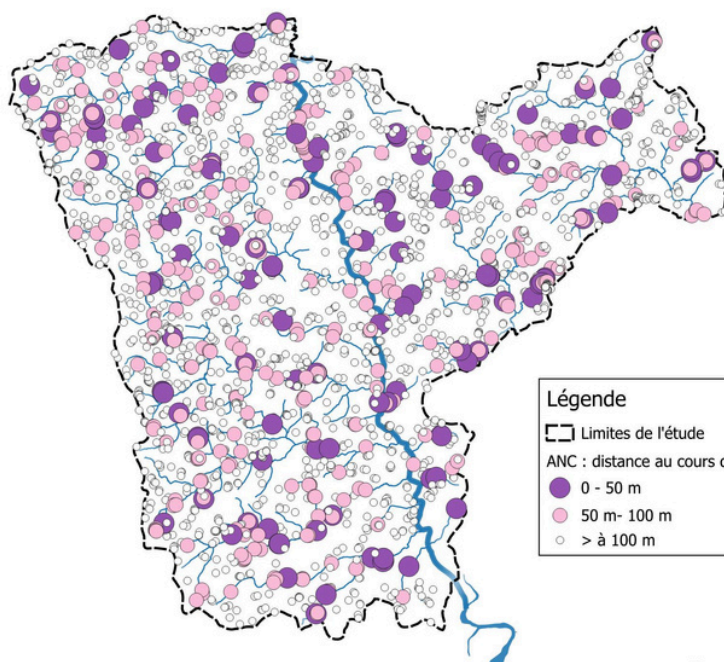 Légende
Limites de l'étude
ANC : distance au cours
0 - 50 m
50 m- 100 m
> à 100 m